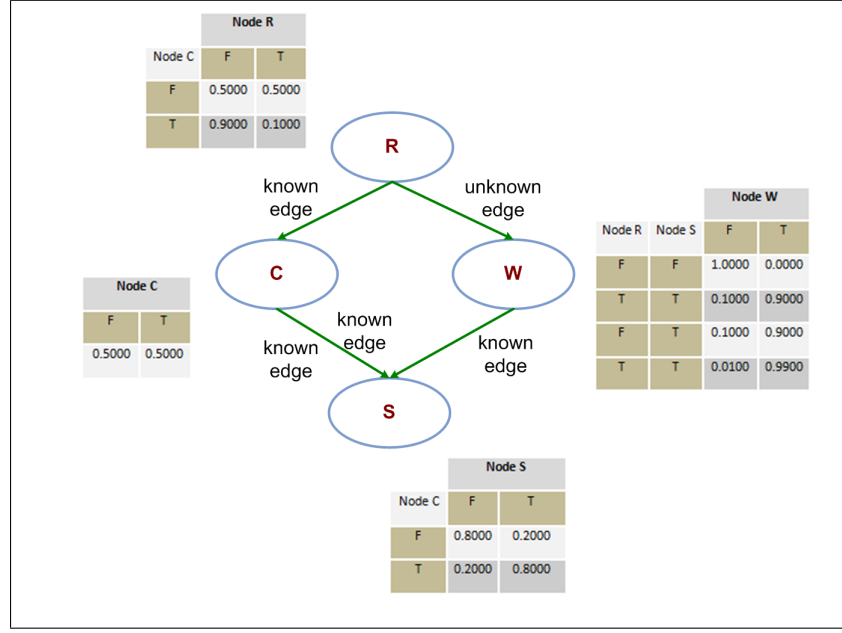 Node R
Node C F T
F 0.5000 0.5000
T 0.9000 0.1000
R
known
edge
unknown
edge
Node W
Node R Node S F T
F F 1.0000 0.0000
T T 0.1000 0.9000
F T 0.1000 0.9000
T T 0.0100 0.9900
C
W
Node C
F T
0.5000 0.5000
known
edge
known
edge
known
edge
S
Node S
Node C F T
F 0.8000 0.2000
T 0.2000 0.8000